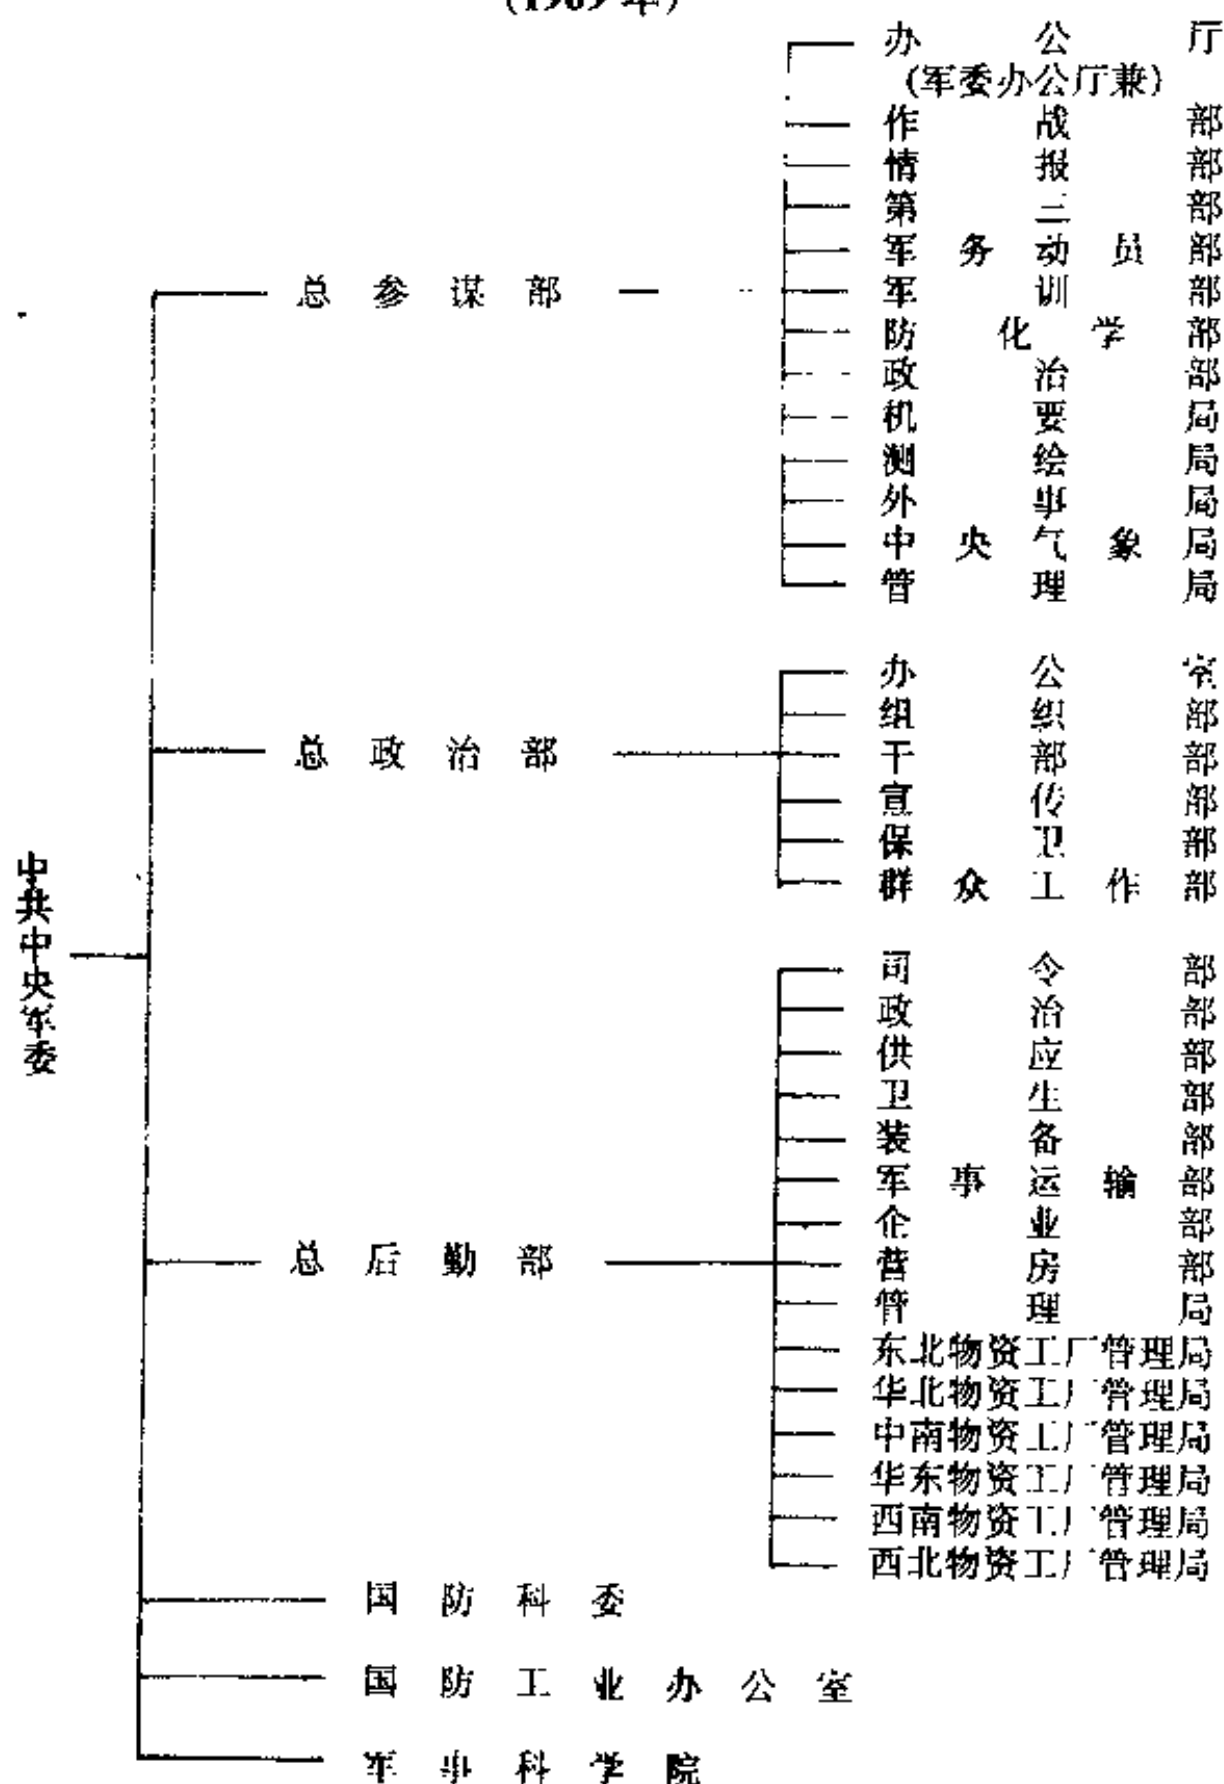 (1969年)
办公厅
(军委办公厅兼)
作战部
情报部
第三部
军务动员部
总参谋部
军训部
防化学部
政治部
机要局
测绘局
外事局
中央气象局
管理局
办公室
组织部
总政治部
干部部
宣传部
保卫部
群众工作部
中共中央军委
司令部
政治部
供应部
卫生部
装备部
军事运输部
企业部
总后勤部
营房部
管理局
东北物资工厂管理局
华北物资工厂管理局
中南物资工厂管理局
华东物资工厂管理局
西南物资工厂管理局
西北物资工厂管理局
国防科委
国防工业办公室
军事科学院